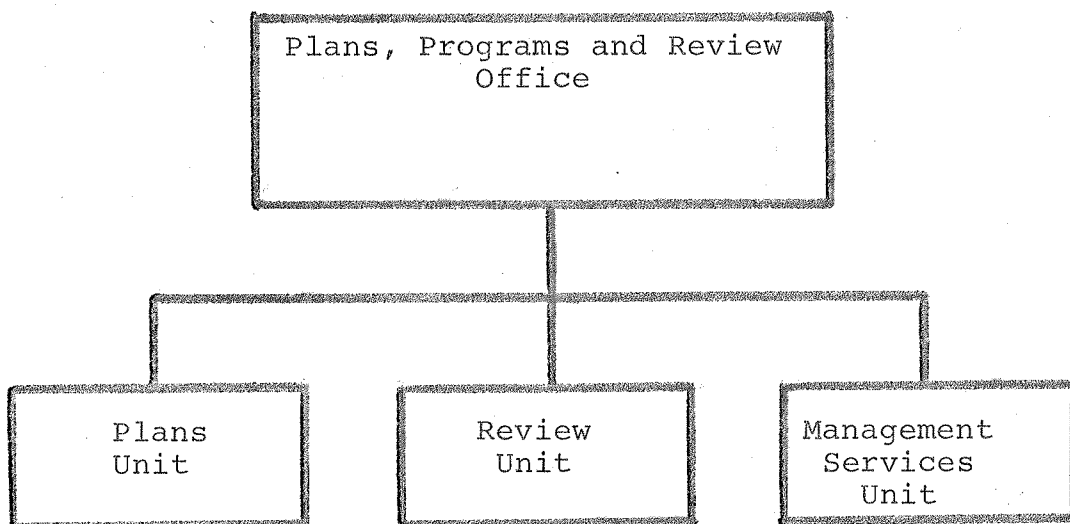 Plans, Programs and Review
Office
Plans
Unit
Review
Unit
Management
Services
Unit